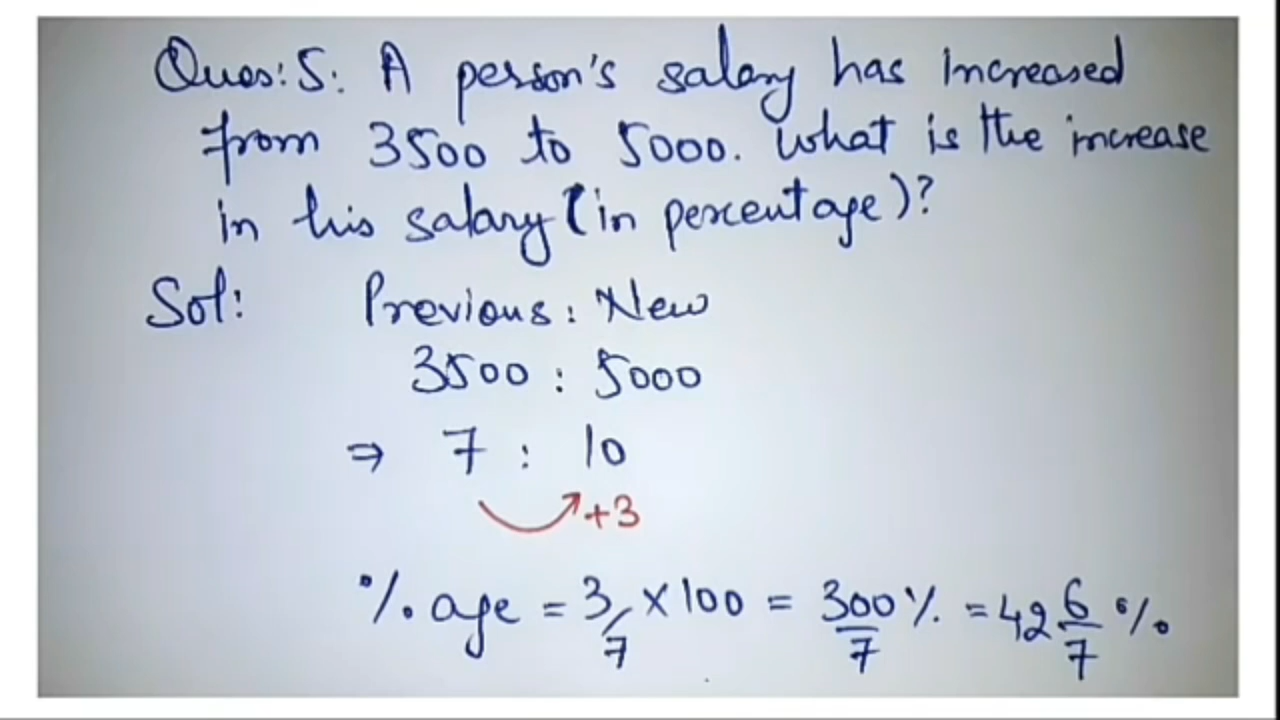 Ques:5: A person's salary has increased
from 3500 to 5000. What is the increase
in his salary (in percentage)?
Sol: Previous : New
3500 : 5000
⇒ 7 : 10
+3
% age = 3/7 × 100 = 300/7 % = 42 6/7 %